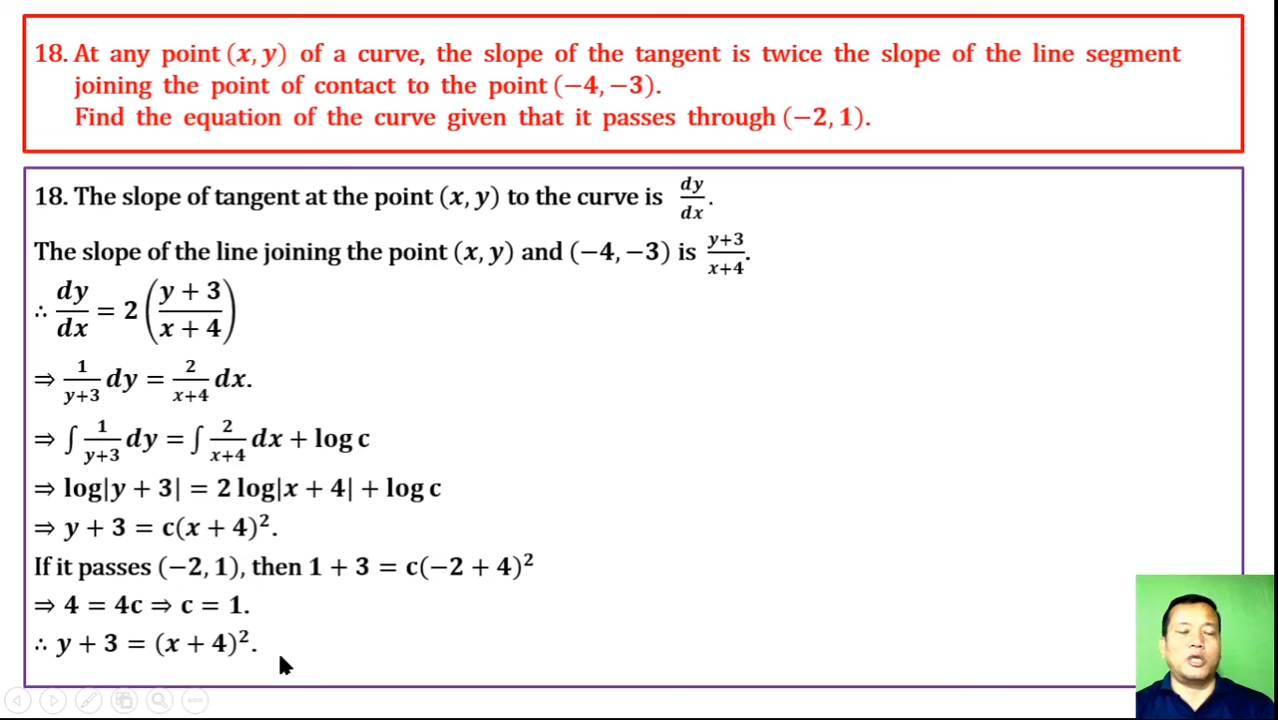 18. At any point (x, y) of a curve, the slope of the tangent is twice the slope of the line segment
joining the point of contact to the point (−4, −3).
Find the equation of the curve given that it passes through (−2, 1).
18. The slope of tangent at the point (x, y) to the curve is dy/dx.
The slope of the line joining the point (x, y) and (−4, −3) is y+3/x+4.
∴ dy/dx = 2 (y + 3/x + 4)
⇒ 1/y+3 dy = 2/x+4 dx.
⇒ ∫ 1/y+3 dy = ∫ 2/x+4 dx + log c
⇒ log|y + 3| = 2 log|x + 4| + log c
⇒ y + 3 = c(x + 4)².
If it passes (−2, 1), then 1 + 3 = c(−2 + 4)²
⇒ 4 = 4c ⇒ c = 1.
∴ y + 3 = (x + 4)².